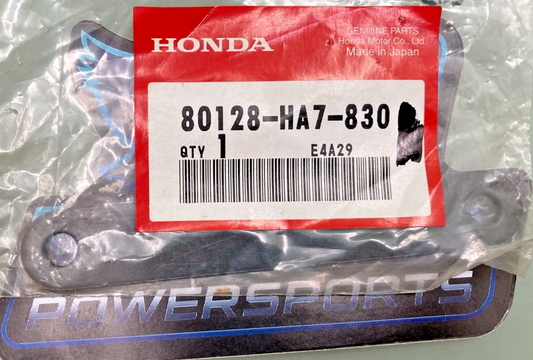 HONDA
GENUINE PARTS
Honda Motor Co., Ltd.
Made in Japan
80128-HA7-830
QTY 1 E4A29
POWERSPORTS